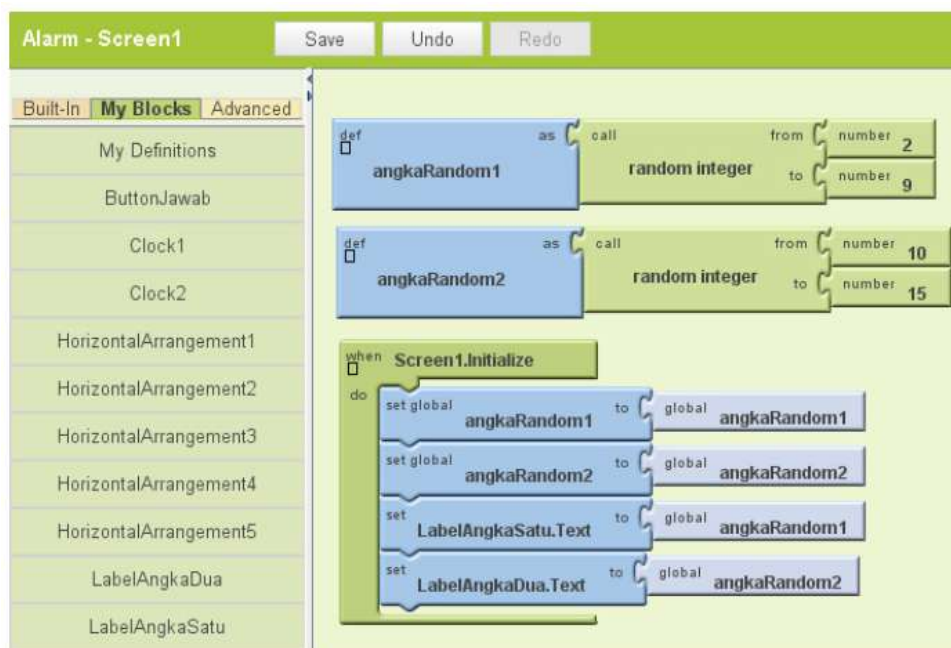 Alarm - Screen1 Save Undo Redo
Built-In My Blocks Advanced
My Definitions
ButtonJawab
Clock1
Clock2
HorizontalArrangement1
HorizontalArrangement2
HorizontalArrangement3
HorizontalArrangement4
HorizontalArrangement5
LabelAngkaDua
LabelAngkaSatu
def as call from number 2
angkaRandom1 random integer to number 9
def as call from number 10
angkaRandom2 random integer to number 15
when Screen1.Initialize
do
set global angkaRandom1 to global angkaRandom1
set global angkaRandom2 to global angkaRandom2
set LabelAngkaSatu.Text to global angkaRandom1
set LabelAngkaDua.Text to global angkaRandom2